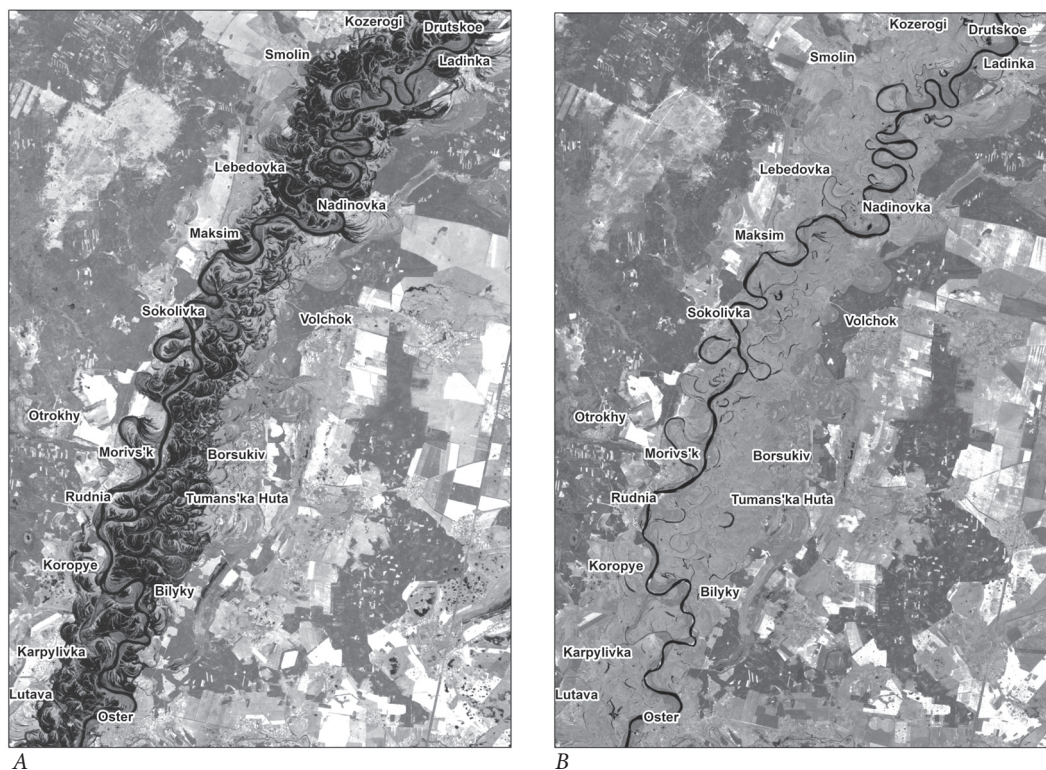 Kozerogi
Drutskoe
Smolin
Ladinka
Lebedovka
Nadinovka
Maksim
Sokolivka
Volchok
Otrokhy
Morivs'k
Borsukiv
Rudnia
Tumans'ka Huta
Koropye
Bilyky
Karpylivka
Lutava
Oster
A
Kozerogi
Drutskoe
Smolin
Ladinka
Lebedovka
Nadinovka
Maksim
Sokolivka
Volchok
Otrokhy
Morivs'k
Borsukiv
Rudnia
Tumans'ka Huta
Koropye
Bilyky
Karpylivka
Lutava
Oster
B